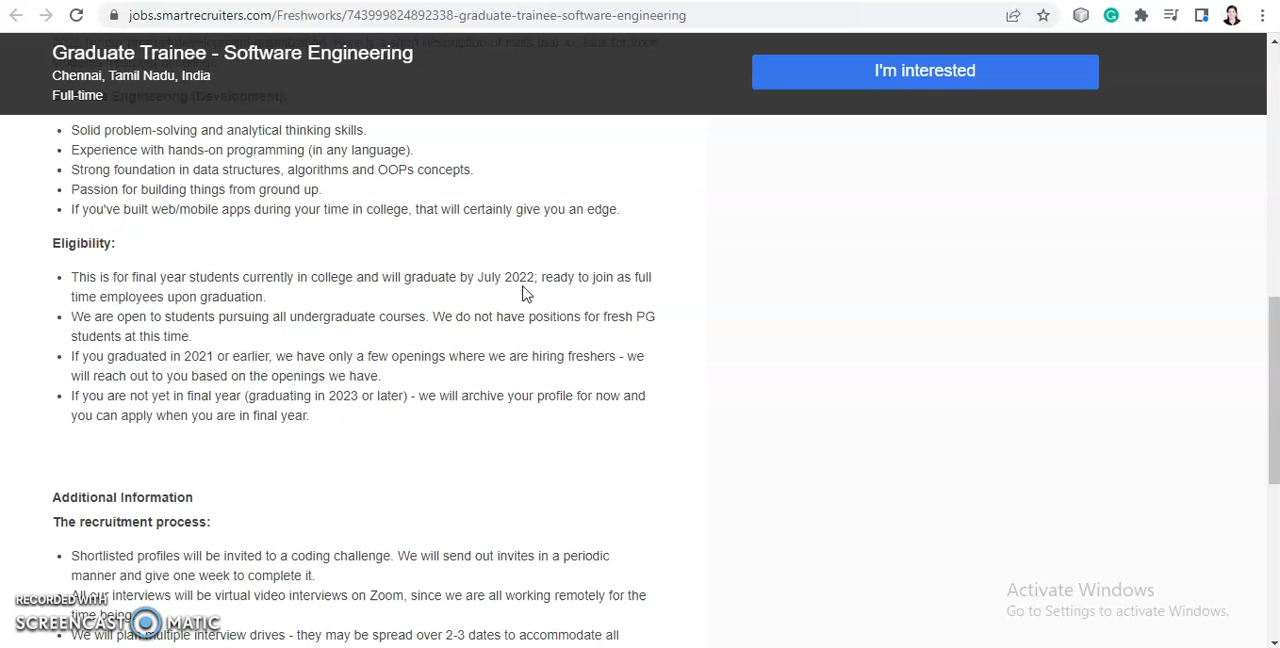 jobs.smartrecruiters.com/Freshworks/743999824892338-graduate-trainee-software-engineering
Graduate Trainee - Software Engineering
Chennai, Tamil Nadu, India
Full-time
I'm interested
Engineering (Development):
Solid problem-solving and analytical thinking skills.
Experience with hands-on programming (in any language).
Strong foundation in data structures, algorithms and OOPs concepts.
Passion for building things from ground up.
If you've built web/mobile apps during your time in college, that will certainly give you an edge.
Eligibility:
This is for final year students currently in college and will graduate by July 2022; ready to join as full
time employees upon graduation.
We are open to students pursuing all undergraduate courses. We do not have positions for fresh PG
students at this time.
If you graduated in 2021 or earlier, we have only a few openings where we are hiring freshers - we
will reach out to you based on the openings we have.
If you are not yet in final year (graduating in 2023 or later) - we will archive your profile for now and
you can apply when you are in final year.
Additional Information
The recruitment process:
Shortlisted profiles will be invited to a coding challenge. We will send out invites in a periodic
manner and give one week to complete it.
All our interviews will be virtual video interviews on Zoom, since we are all working remotely for the
time being.
We will plan multiple interview drives - they may be spread over 2-3 dates to accommodate all
RECORDED WITH
SCREENCAST MATIC
Activate Windows
Go to Settings to activate Windows.